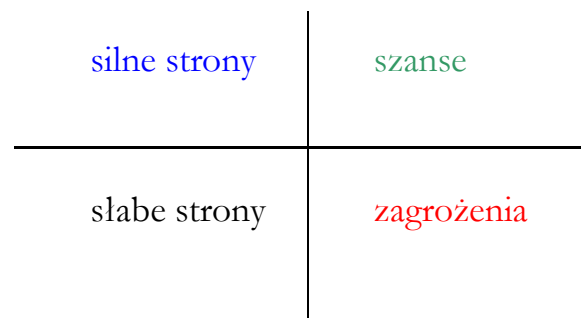 silne strony
szanse
słabe strony
zagrożenia